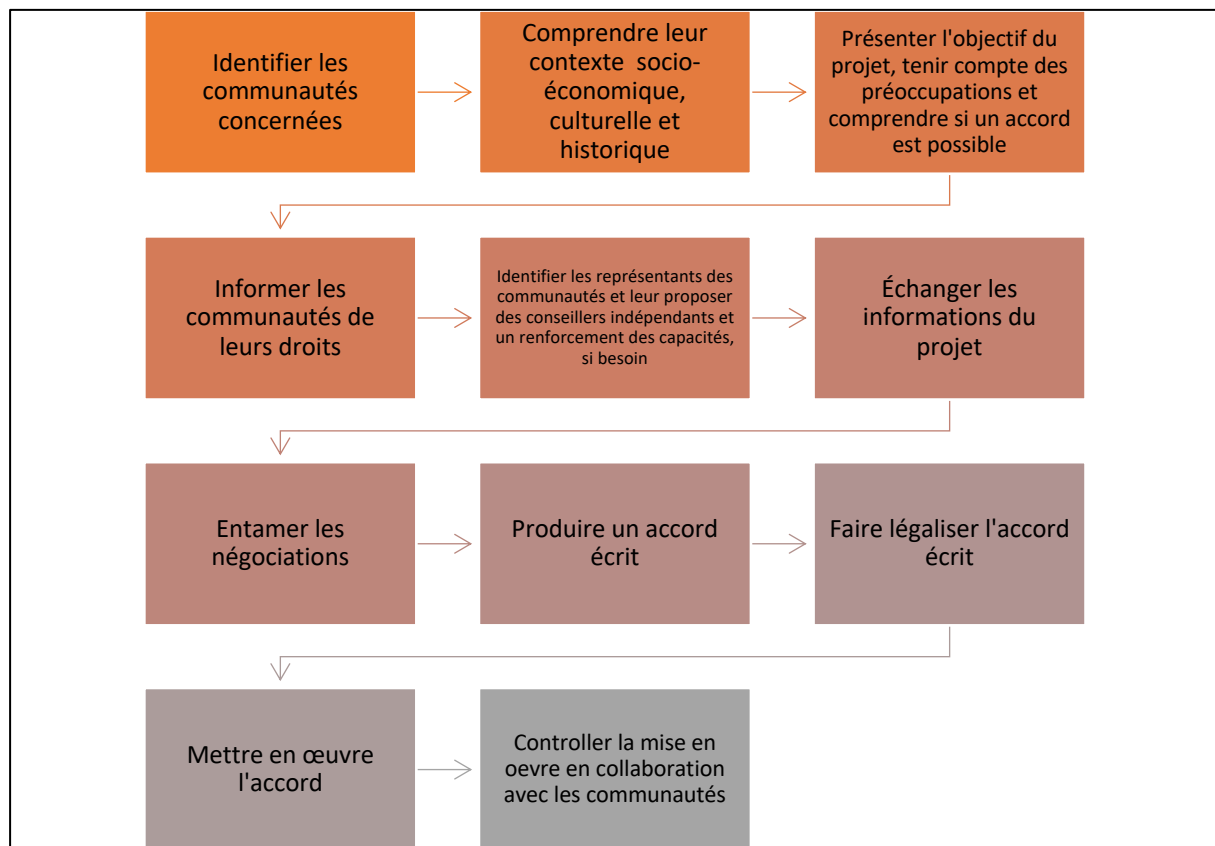 Identifier les
communautés
concernées
Comprendre leur
contexte socio-
économique,
culturelle et
historique
Présenter l'objectif du
projet, tenir compte des
préoccupations et
comprendre si un accord
est possible
Informer les
communautés de
leurs droits
Identifier les représentants des
communautés et leur proposer
des conseillers indépendants et
un renforcement des capacités,
si besoin
Échanger les
informations du
projet
Entamer les
négociations
Produire un accord
écrit
Faire légaliser l'accord
écrit
Mettre en œuvre
l'accord
Controller la mise en
oevre en collaboration
avec les communautés